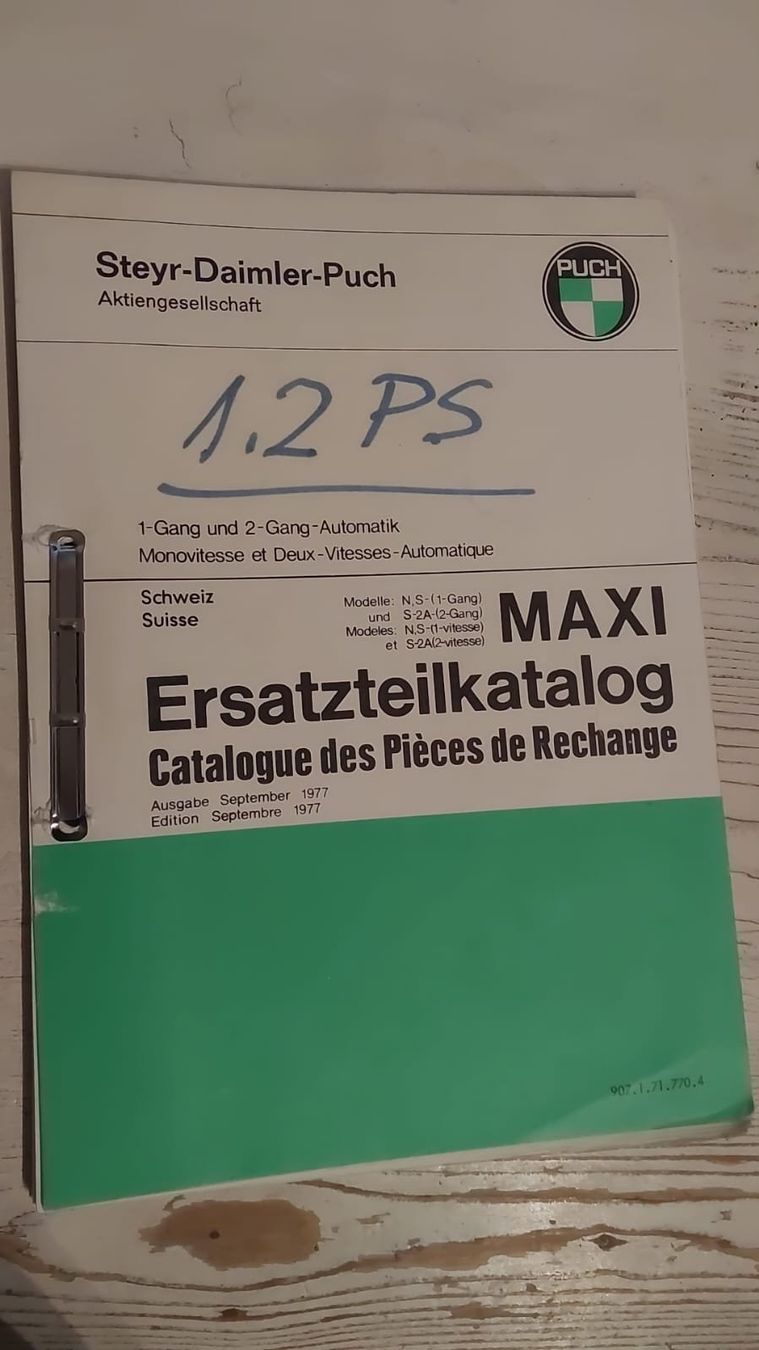 Steyr-Daimler-Puch
Aktiengesellschaft
PUCH
1.2 PS
1-Gang und 2-Gang-Automatik
Monovitesse et Deux-Vitesses-Automatique
Schweiz
Suisse
Modelle: N,S-(1-Gang)
und S-2A-(2-Gang)
Modeles: N,S-(1-vitesse)
et S-2A(2-vitesse)
MAXI
Ersatzteilkatalog
Catalogue des Pièces de Rechange
Ausgabe September 1977
Edition Septembre 1977
907.1.71.770.4